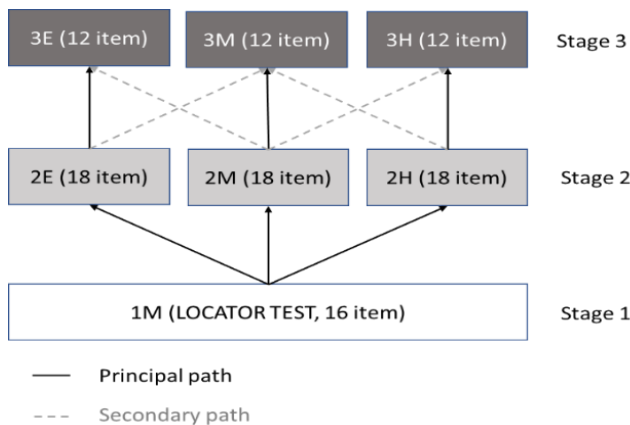 3E (12 item) 3M (12 item) 3H (12 item) Stage 3
2E (18 item) 2M (18 item) 2H (18 item) Stage 2
1M (LOCATOR TEST, 16 item) Stage 1
Principal path
Secondary path